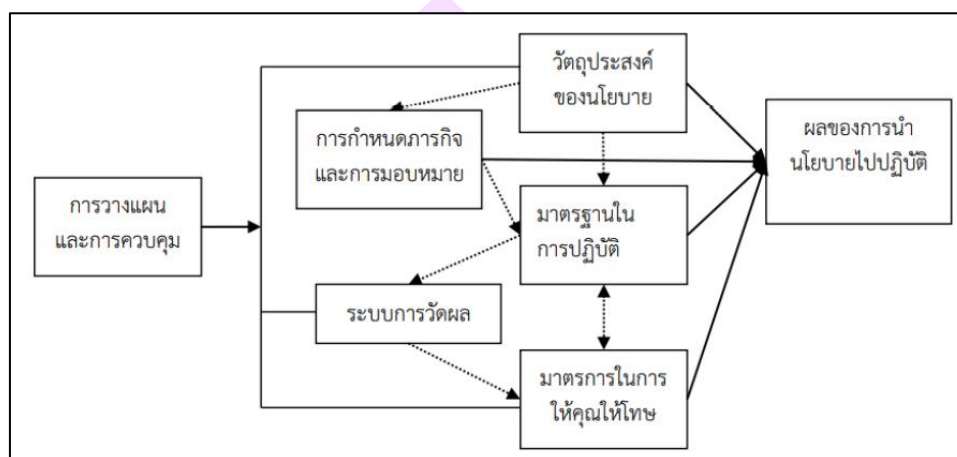 วัตถุประสงค์
ของนโยบาย
การกำหนดภารกิจ
และการมอบหมาย
ผลของการนำ
นโยบายไปปฏิบัติ
การวางแผน
และการควบคุม
มาตรฐานใน
การปฏิบัติ
ระบบการวัดผล
มาตรการในการ
ให้คุณให้โทษ